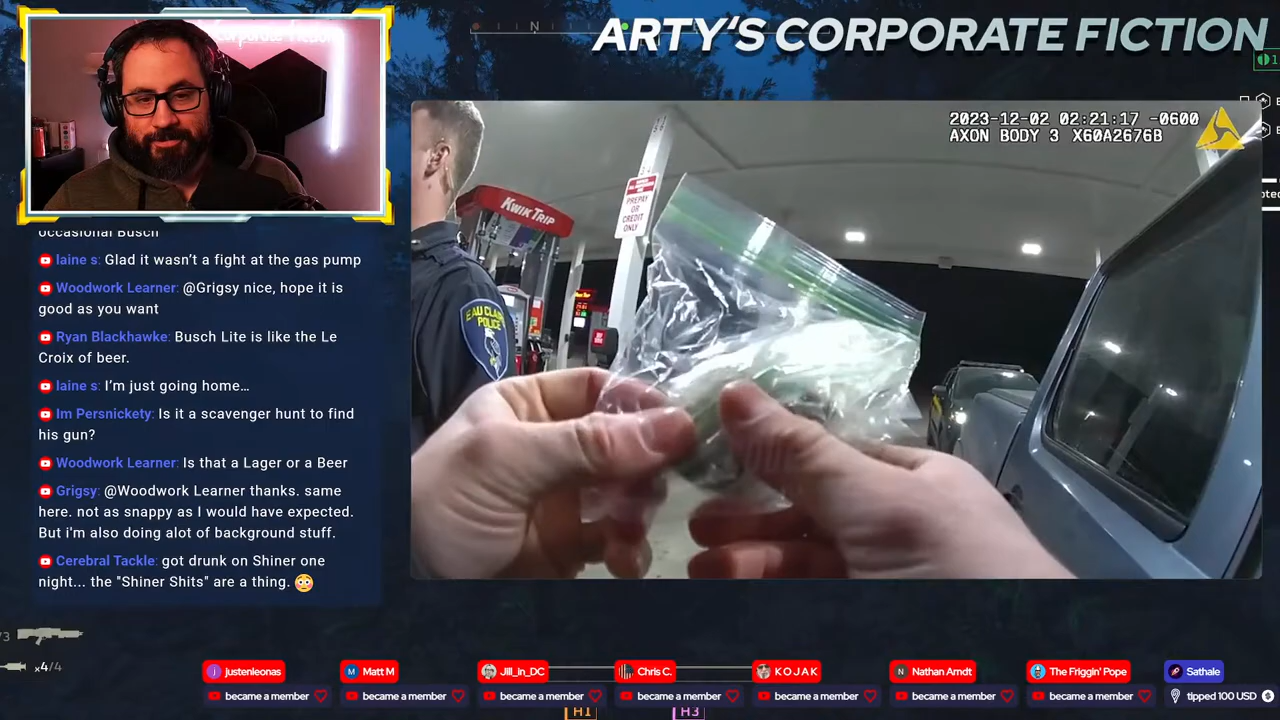 ARTY'S CORPORATE FICTION
Corporate Fiction
N
2023-12-02 02:21:17 -0600
AXON BODY 3 X60A2676B
KWIK TRIP
PREPAY
OR
CREDIT
ONLY
EAU CLAIRE
POLICE
occasional Busch
laine s: Glad it wasn't a fight at the gas pump
Woodwork Learner: @Grigsy nice, hope it is
good as you want
Ryan Blackhawke: Busch Lite is like the Le
Croix of beer.
laine s: I'm just going home…
Im Persnickety: Is it a scavenger hunt to find
his gun?
Woodwork Learner: Is that a Lager or a Beer
Grigsy: @Woodwork Learner thanks. same
here. not as snappy as I would have expected.
But i'm also doing alot of background stuff.
Cerebral Tackle: got drunk on Shiner one
night... the "Shiner Shits" are a thing. 😳
/3
x4/4
j justenleonas
became a member
M Matt M
became a member
Jill_in_DC
became a member
Chris C.
became a member
K O J A K
became a member
N Nathan Arndt
became a member
The Friggin' Pope
became a member
Sathale
tipped 100 USD
H1
H3